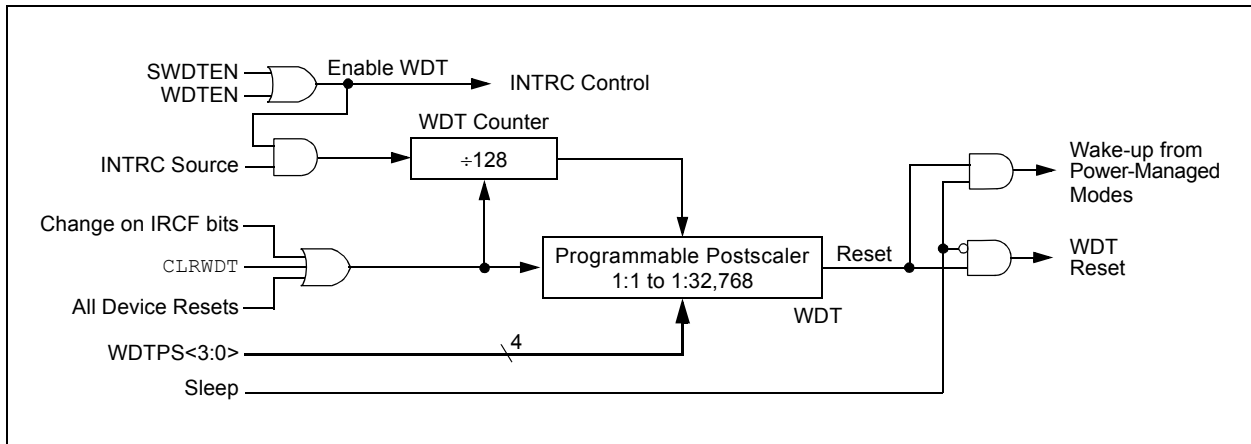 SWDTEN
Enable WDT
WDTEN
INTRC Control
WDT Counter
INTRC Source
÷128
Wake-up from
Power-Managed
Modes
Change on IRCF bits
CLRWDT
Programmable Postscaler
1:1 to 1:32,768
Reset
WDT
Reset
All Device Resets
WDT
WDTPS<3:0>
4
Sleep